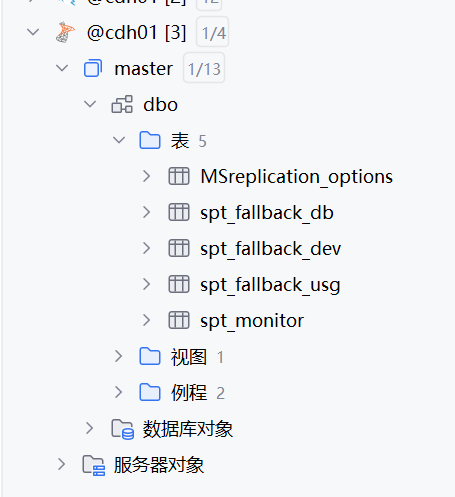 @cdh01 [3] 1/4
master 1/13
dbo
表 5
MSreplication_options
spt_fallback_db
spt_fallback_dev
spt_fallback_usg
spt_monitor
视图 1
例程 2
数据库对象
服务器对象